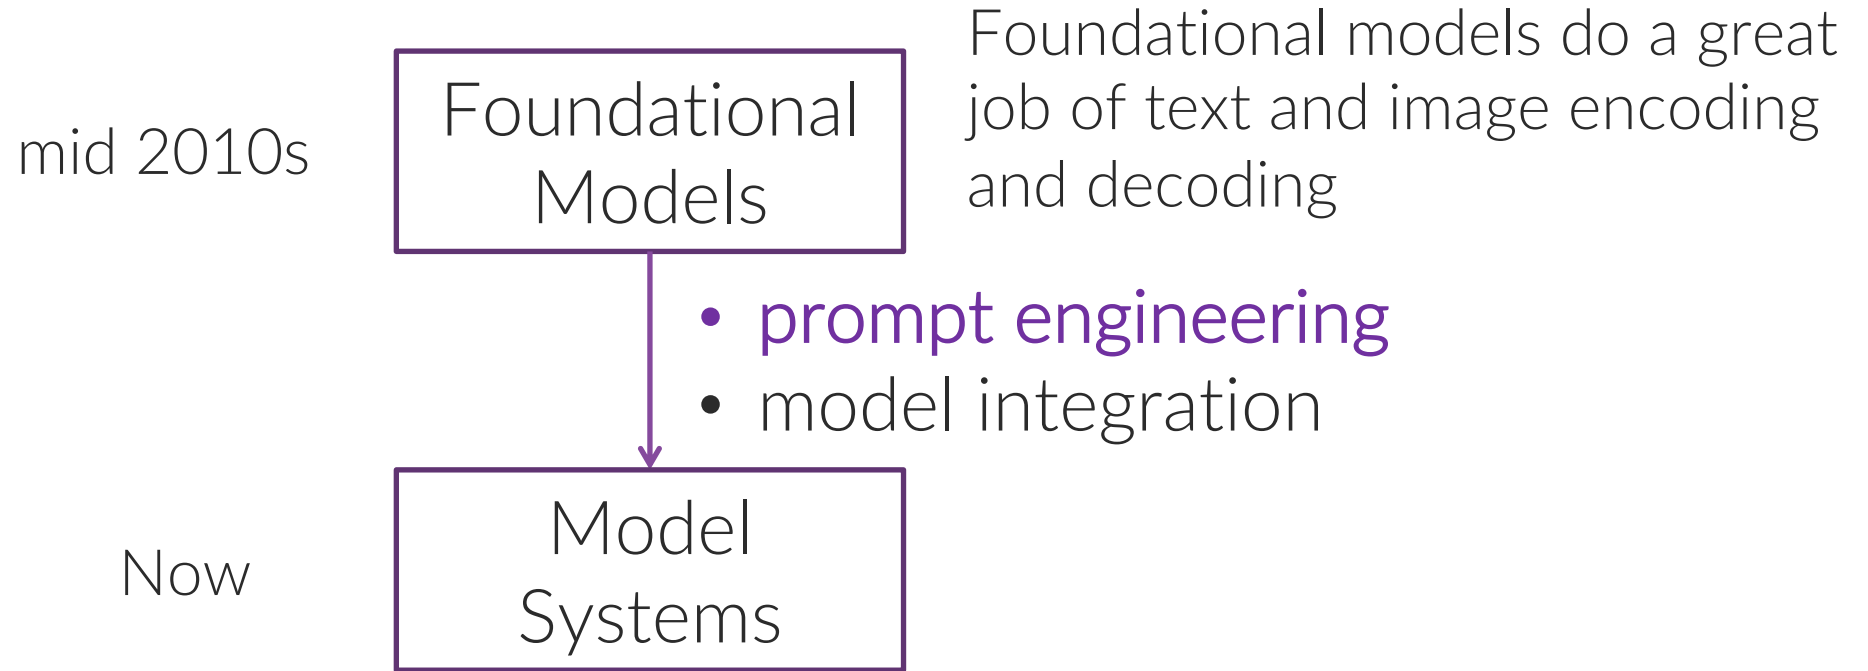 mid 2010s
Foundational
Models
Foundational models do a great
job of text and image encoding
and decoding
• prompt engineering
• model integration
Now
Model
Systems